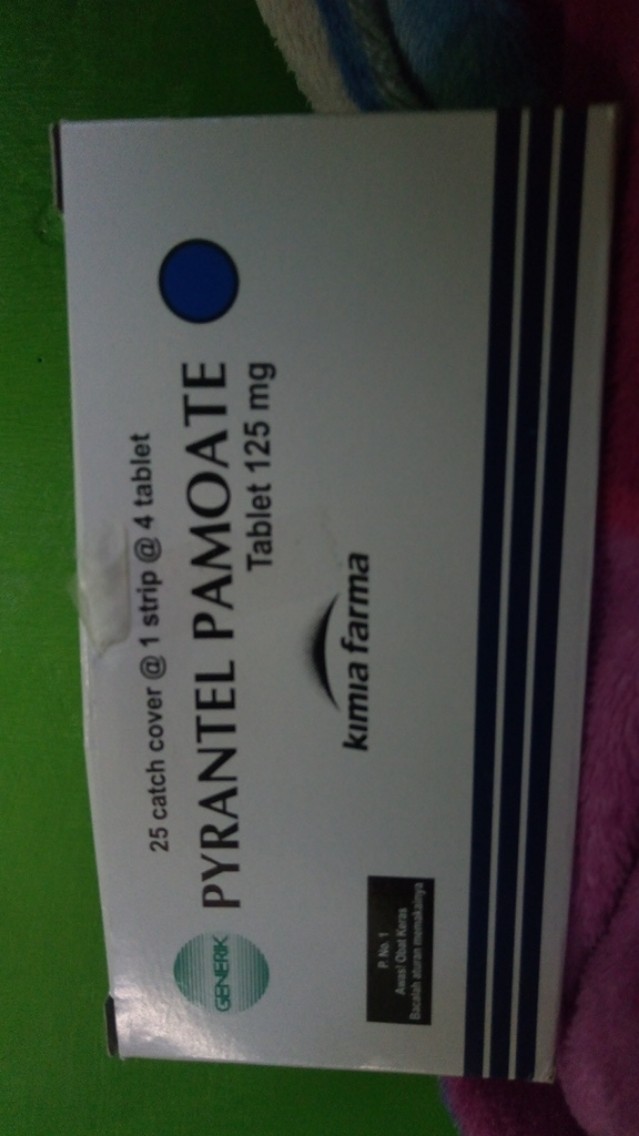 25 catch cover @ 1 strip @ 4 tablet
GENERIK
PYRANTEL PAMOATE
Tablet 125 mg
kimia farma
P. No. 1
Awas! Obat Keras
Bacalah aturan memakainya